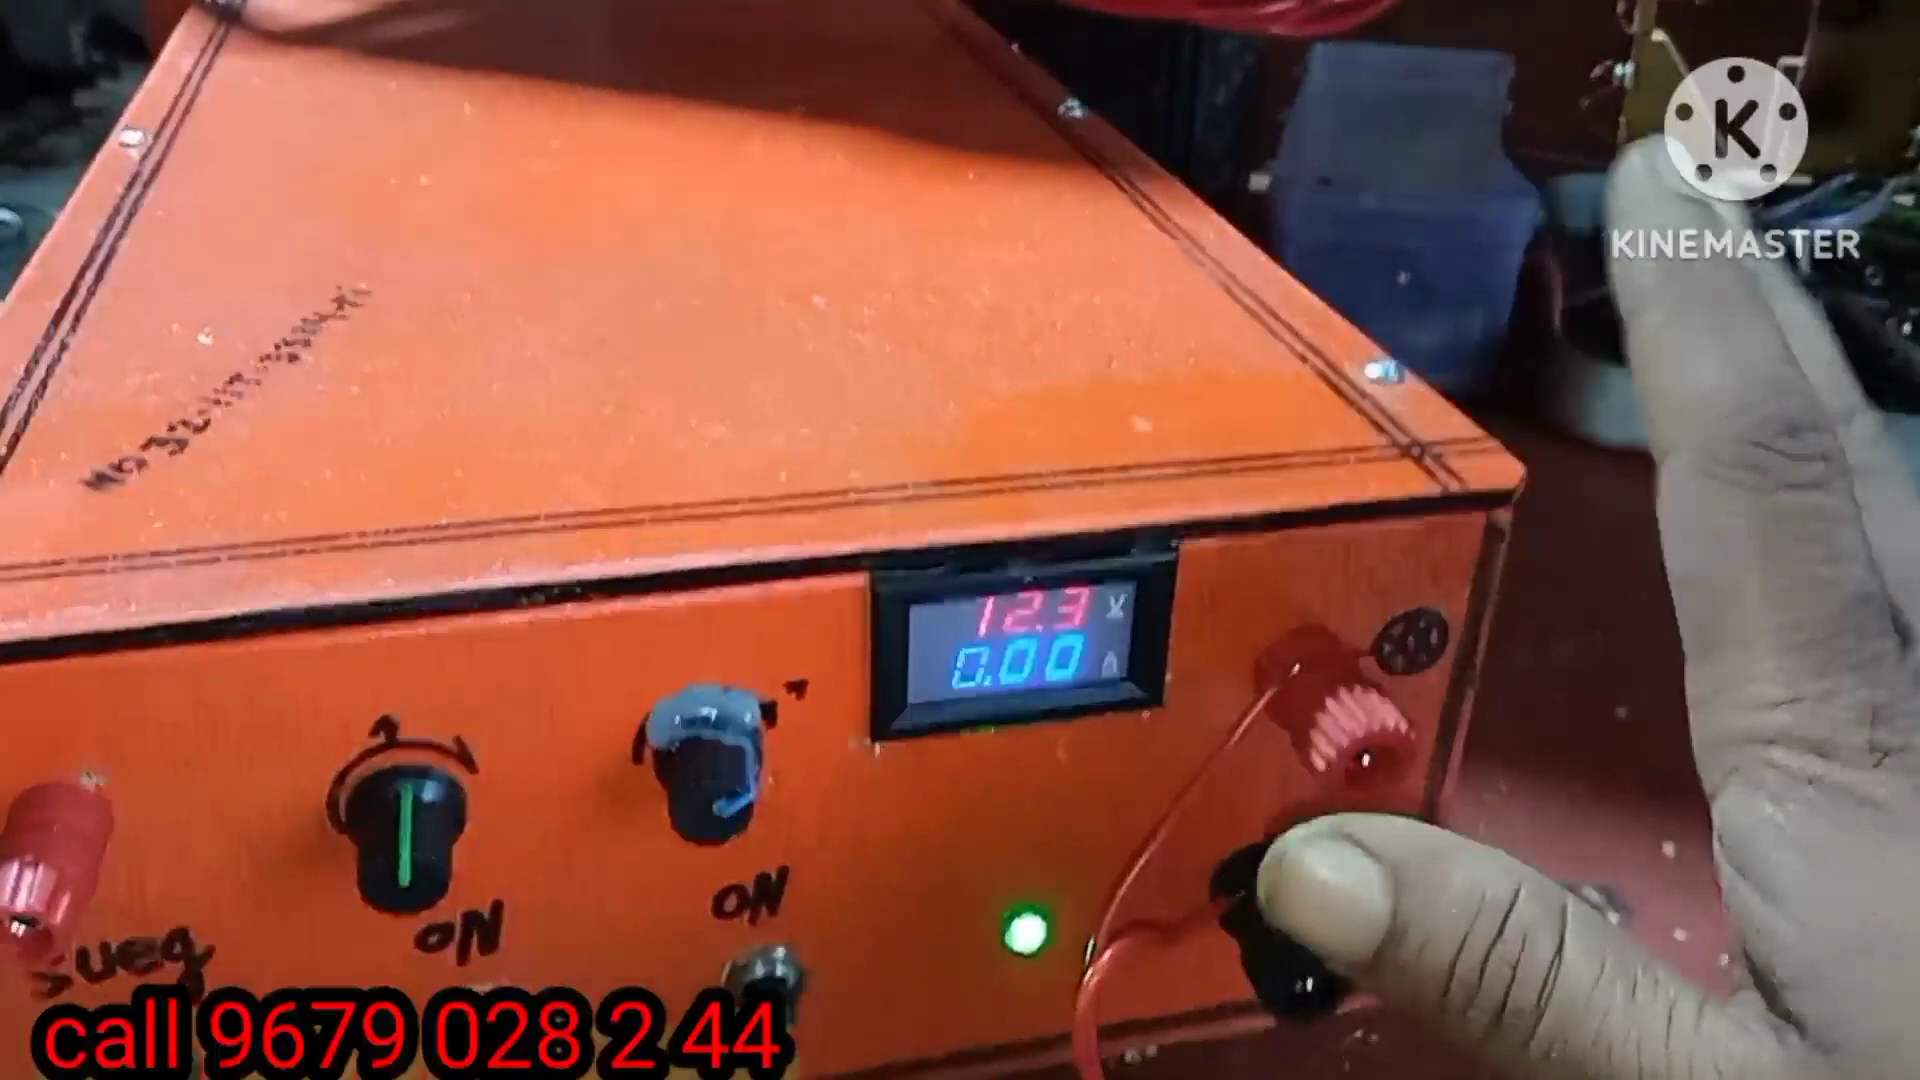 K
KINEMASTER
12.3 V
0.00 A
ON
ON
call 9679 028 2 44